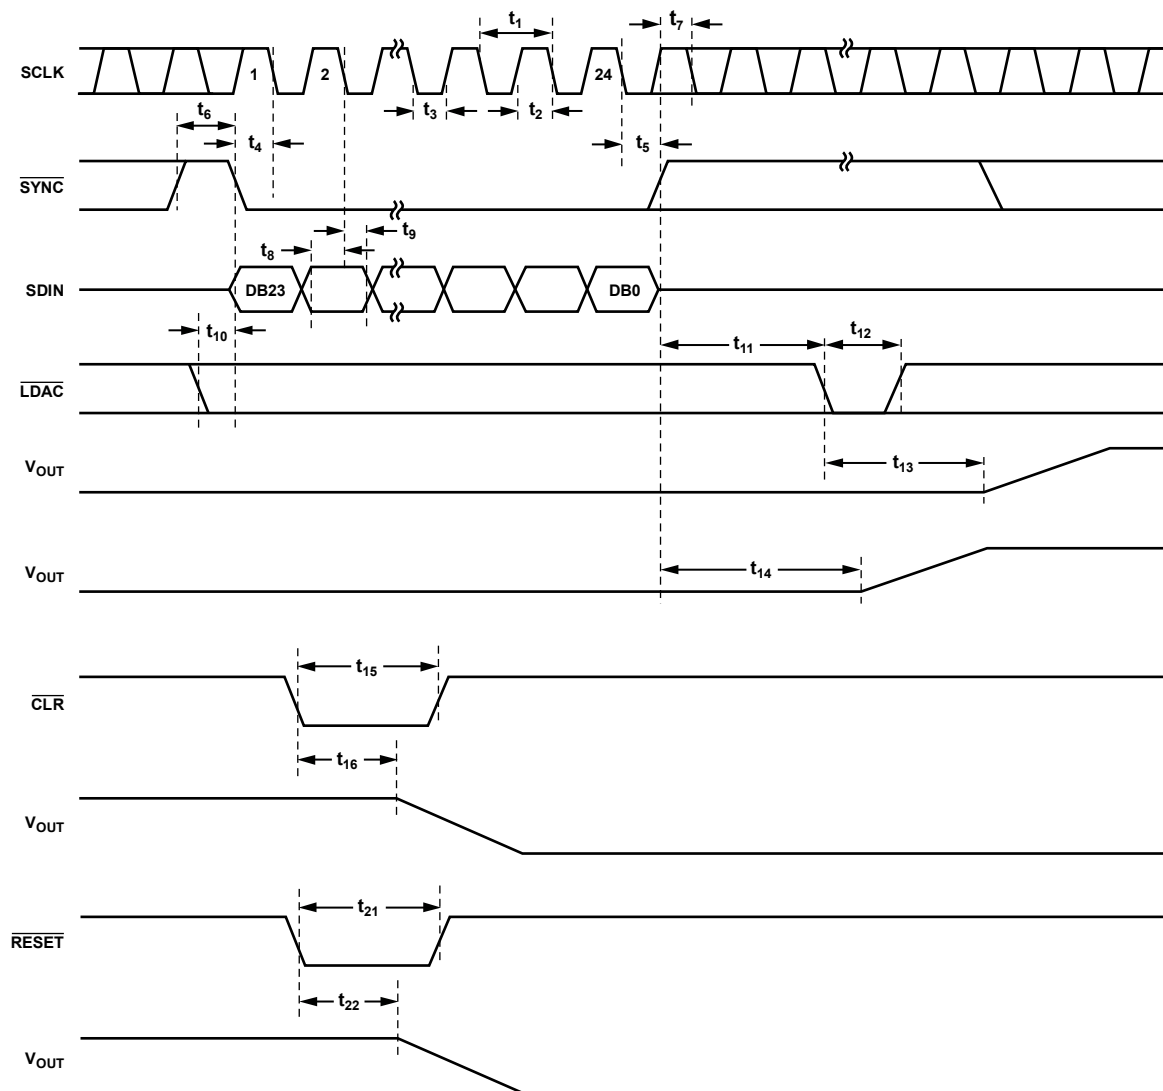 t1
t7
SCLK
1
2
24
t3
t2
t6
t4
t5
SYNC
t9
t8
SDIN
DB23
DB0
t10
t11
t12
LDAC
VOUT
t13
VOUT
t14
t15
CLR
t16
VOUT
t21
RESET
t22
VOUT